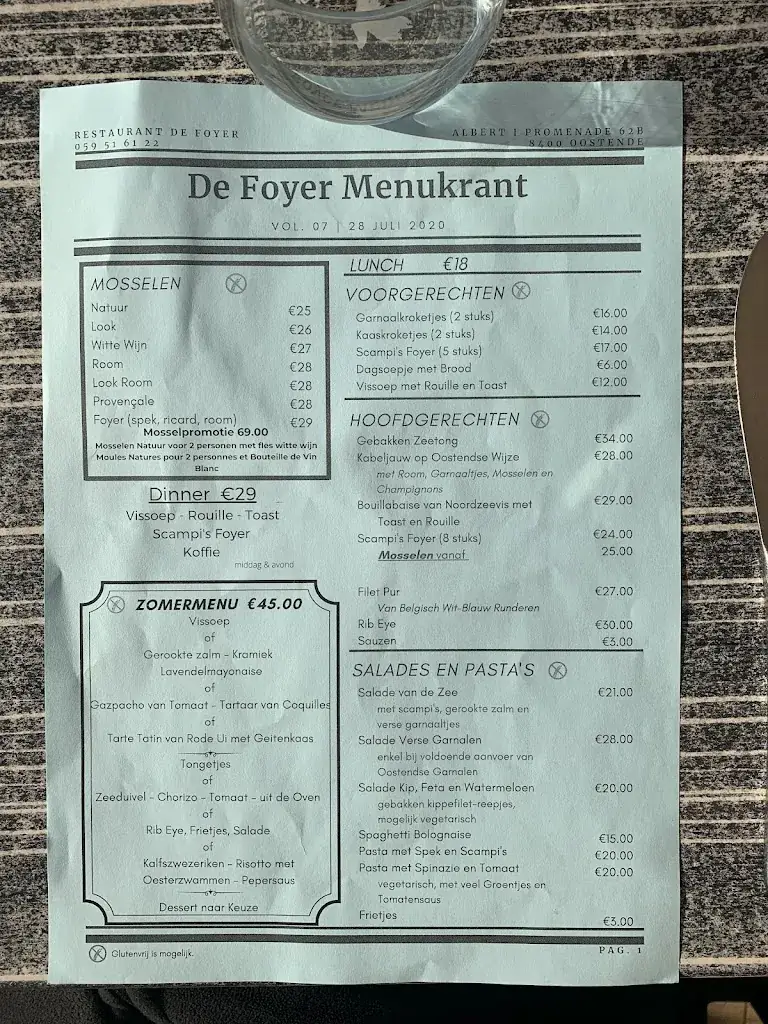 RESTAURANT DE FOYER
059 51 61 22
ALBERT I PROMENADE 62B
8400 OOSTENDE
De Foyer Menukrant
VOL. 07 | 28 JULI 2020
MOSSELEN
Natuur €25
Look €26
Witte Wijn €27
Room €28
Look Room €28
Provençale €28
Foyer (spek, ricard, room) €29
Mosselpromotie 69.00
Mosselen Natuur voor 2 personen met fles witte wijn
Moules Natures pour 2 personnes et Bouteille de Vin
Blanc
Dinner €29
Vissoep - Rouille - Toast
Scampi's Foyer
Koffie
middag & avond
ZOMERMENU €45.00
Vissoep
of
Gerookte zalm - Kramiek
Lavendelmayonaise
of
Gazpacho van Tomaat - Tartaar van Coquilles
of
Tarte Tatin van Rode Ui met Geitenkaas
Tongetjes
of
Zeeduivel - Chorizo - Tomaat - uit de Oven
of
Rib Eye, Frietjes, Salade
of
Kalfszwezeriken - Risotto met
Oesterzwammen - Pepersaus
Dessert naar Keuze
Glutenvrij is mogelijk.
LUNCH €18
VOORGERECHTEN
Garnaalkroketjes (2 stuks) €16.00
Kaaskroketjes (2 stuks) €14.00
Scampi's Foyer (5 stuks) €17.00
Dagsoepje met Brood €6.00
Vissoep met Rouille en Toast €12.00
HOOFDGERECHTEN
Gebakken Zeetong €34.00
Kabeljauw op Oostendse Wijze €28.00
met Room, Garnaaltjes, Mosselen en
Champignons
Bouillabaise van Noordzeevis met €29.00
Toast en Rouille
Scampi's Foyer (8 stuks) €24.00
Mosselen vanaf 25.00
Filet Pur €27.00
Van Belgisch Wit-Blauw Runderen
Rib Eye €30.00
Sauzen €3.00
SALADES EN PASTA'S
Salade van de Zee €21.00
met scampi's, gerookte zalm en
verse garnaaltjes
Salade Verse Garnalen €28.00
enkel bij voldoende aanvoer van
Oostendse Garnalen
Salade Kip, Feta en Watermeloen €20.00
gebakken kippefilet-reepjes,
mogelijk vegetarisch
Spaghetti Bolognaise €15.00
Pasta met Spek en Scampi's €20.00
Pasta met Spinazie en Tomaat €20.00
vegetarisch, met veel Groentjes en
Tomatensaus
Frietjes €3.00
PAG. 1